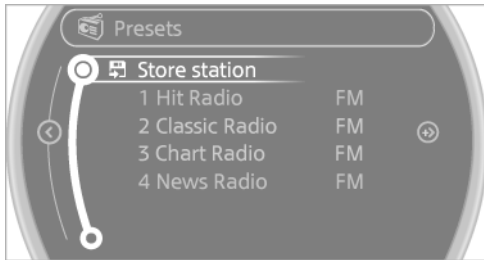 Presets
Store station
1 Hit Radio FM
2 Classic Radio FM
3 Chart Radio FM
4 News Radio FM